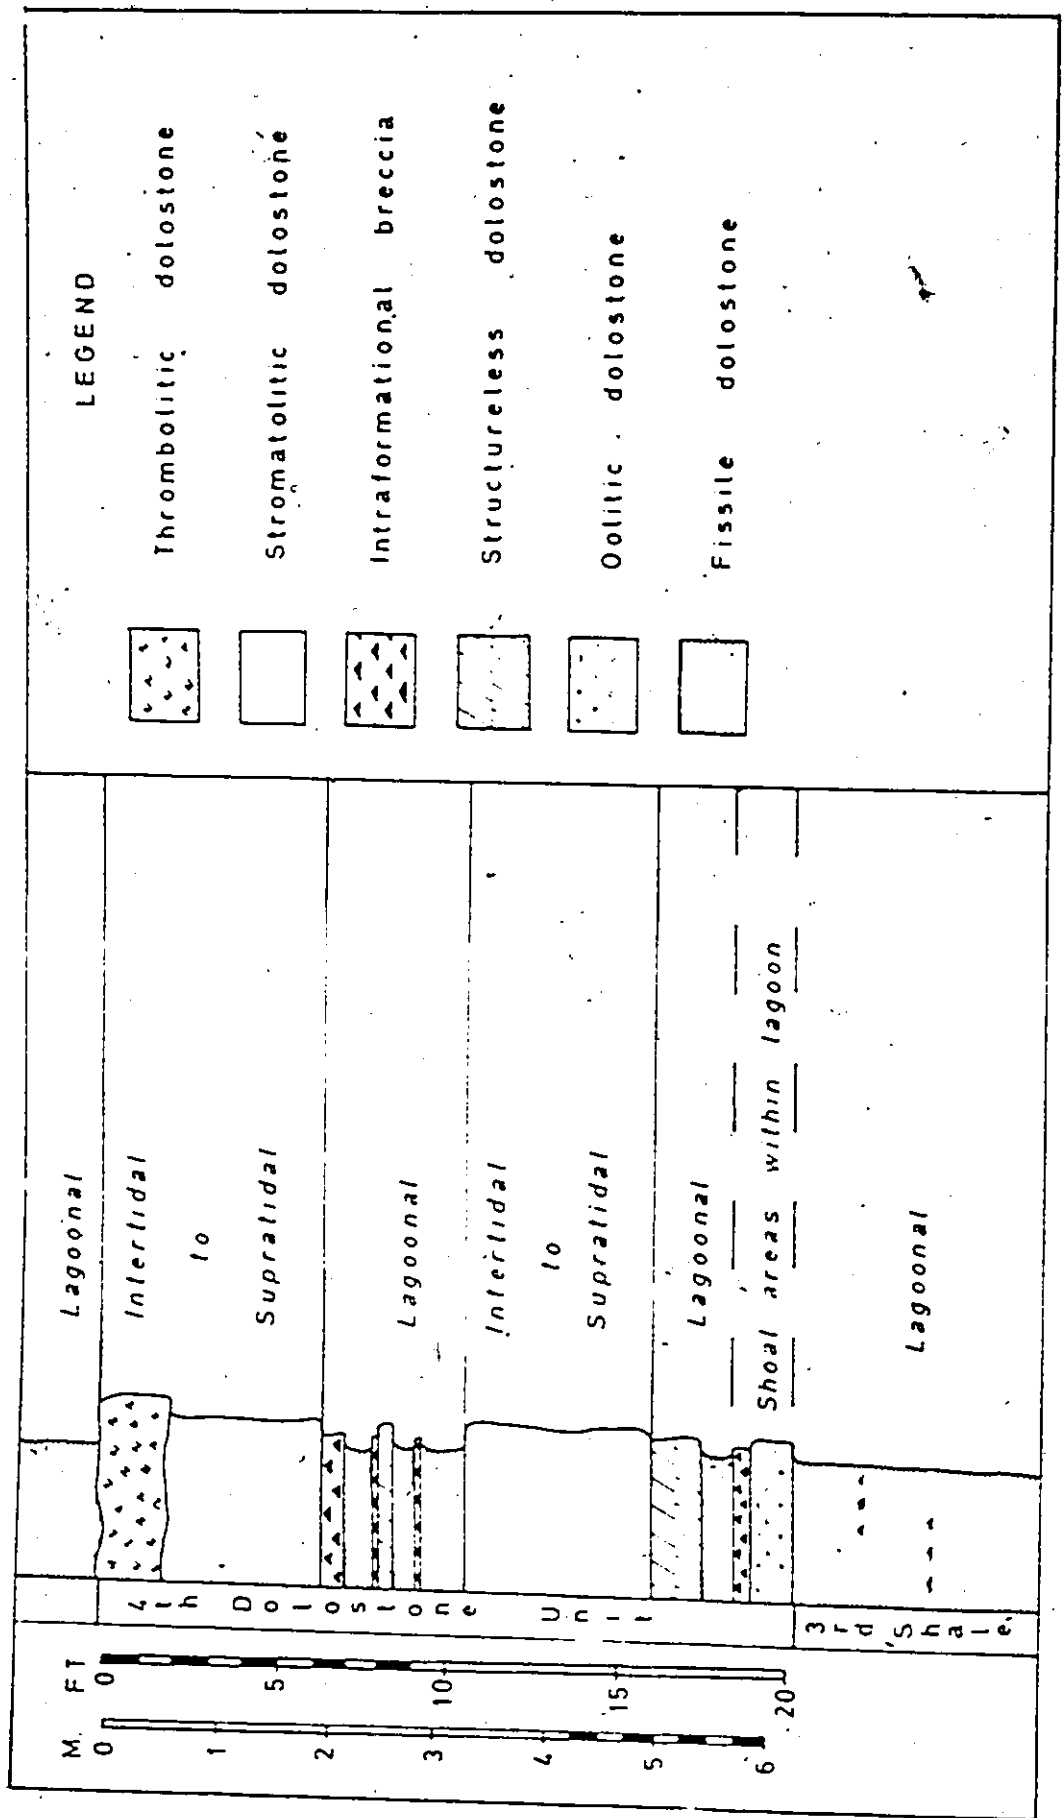 LEGEND
Thrombolitic dolostone
Stromatolitic dolostone
Intraformational breccia
Structureless dolostone
Oolitic dolostone
Fissile dolostone
Lagoonal
Intertidal
to
Supratidal
Lagoonal
Intertidal
to
Supratidal
Lagoonal
Shoal areas within lagoon
Lagoonal
4th Dolostone Unit
3rd Shale
FT
0
5
10
15
20
M.
0
1
2
3
4
5
6